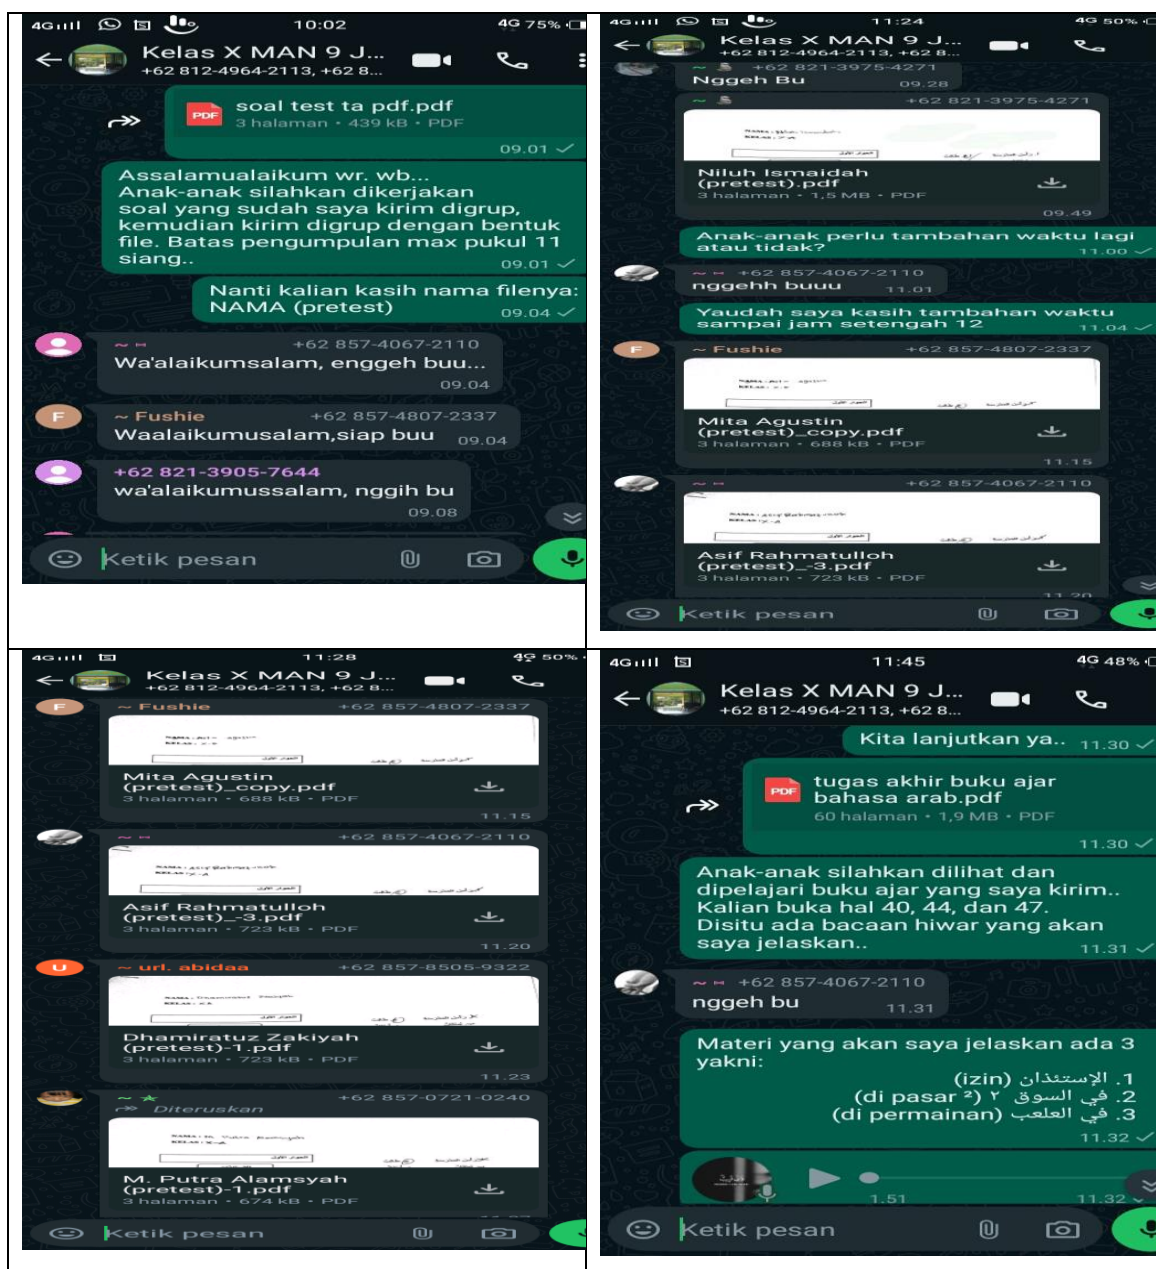 4G
10:02
4G 75%
Kelas X MAN 9 J...
+62 812-4964-2113, +62 8...
soal test ta pdf.pdf
PDF
3 halaman • 439 kB • PDF
09.01
Assalamualaikum wr. wb...
Anak-anak silahkan dikerjakan
soal yang sudah saya kirim digrup,
kemudian kirim digrup dengan bentuk
file. Batas pengumpulan max pukul 11
siang..
09.01
Nanti kalian kasih nama filenya:
NAMA (pretest)
09.04
+62 857-4067-2110
Wa'alaikumsalam, enggeh buu...
09.04
F
~ Fushie +62 857-4807-2337
Waalaikumusalam,siap buu 09.04
+62 821-3905-7644
wa'alaikumussalam, nggih bu
09.08
Ketik pesan
4G
11:24
4G 50%
Kelas X MAN 9 J...
+62 812-4964-2113, +62 8...
+62 821-3975-4271
Nggeh Bu 09.28
+62 821-3975-4271
Niluh Ismaidah
(pretest).pdf
3 halaman • 1,5 MB • PDF
09.49
Anak-anak perlu tambahan waktu lagi
atau tidak? 11.00
+62 857-4067-2110
nggehh buuu 11.01
Yaudah saya kasih tambahan waktu
sampai jam setengah 12 11.04
F
~ Fushie +62 857-4807-2337
Mita Agustin
(pretest)_copy.pdf
3 halaman • 688 kB • PDF
11.15
+62 857-4067-2110
Asif Rahmatulloh
(pretest)_-3.pdf
3 halaman • 723 kB • PDF
11.20
Ketik pesan
4G
11:28
4G 50%
Kelas X MAN 9 J...
+62 812-4964-2113, +62 8...
F
~ Fushie +62 857-4807-2337
Mita Agustin
(pretest)_copy.pdf
3 halaman • 688 kB • PDF
11.15
+62 857-4067-2110
Asif Rahmatulloh
(pretest)_-3.pdf
3 halaman • 723 kB • PDF
11.20
U
~ url. abidaa +62 857-8505-9322
Dhamiratuz Zakiyah
(pretest)-1.pdf
3 halaman • 723 kB • PDF
11.23
+62 857-0721-0240
Diteruskan
M. Putra Alamsyah
(pretest)-1.pdf
3 halaman • 674 kB • PDF
Ketik pesan
4G
11:45
4G 48%
Kelas X MAN 9 J...
+62 812-4964-2113, +62 8...
Kita lanjutkan ya.. 11.30
PDF
tugas akhir buku ajar
bahasa arab.pdf
60 halaman • 1,9 MB • PDF
11.30
Anak-anak silahkan dilihat dan
dipelajari buku ajar yang saya kirim..
Kalian buka hal 40, 44, dan 47.
Disitu ada bacaan hiwar yang akan
saya jelaskan.. 11.31
+62 857-4067-2110
nggeh bu 11.31
Materi yang akan saya jelaskan ada 3
yakni:
1. الإستئذان (izin)
2. في السوق ٢ (di pasar ²)
3. في العلعب (di permainan)
11.32
1.51 11.32
Ketik pesan